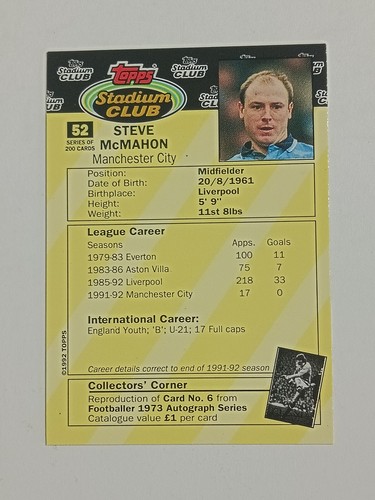 Topps Stadium CLUB
Topps
Stadium
CLUB
52
SERIES OF
200 CARDS
STEVE
McMAHON
Manchester City
Position: Midfielder
Date of Birth: 20/8/1961
Birthplace: Liverpool
Height: 5' 9"
Weight: 11st 8lbs
League Career
Seasons Apps. Goals
1979-83 Everton 100 11
1983-86 Aston Villa 75 7
1985-92 Liverpool 218 33
1991-92 Manchester City 17 0
International Career:
England Youth; 'B'; U-21; 17 Full caps
©1992 TOPPS
Career details correct to end of 1991-92 season
Collectors' Corner
Reproduction of Card No. 6 from
Footballer 1973 Autograph Series
Catalogue value £1 per card